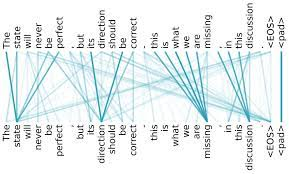 The state will never be perfect , but its direction should be correct - this is what we are missing , in this discussion . <EOS> <pad>
The state will never be perfect , but its direction should be correct - this is what we are missing , in this discussion . <EOS> <pad>